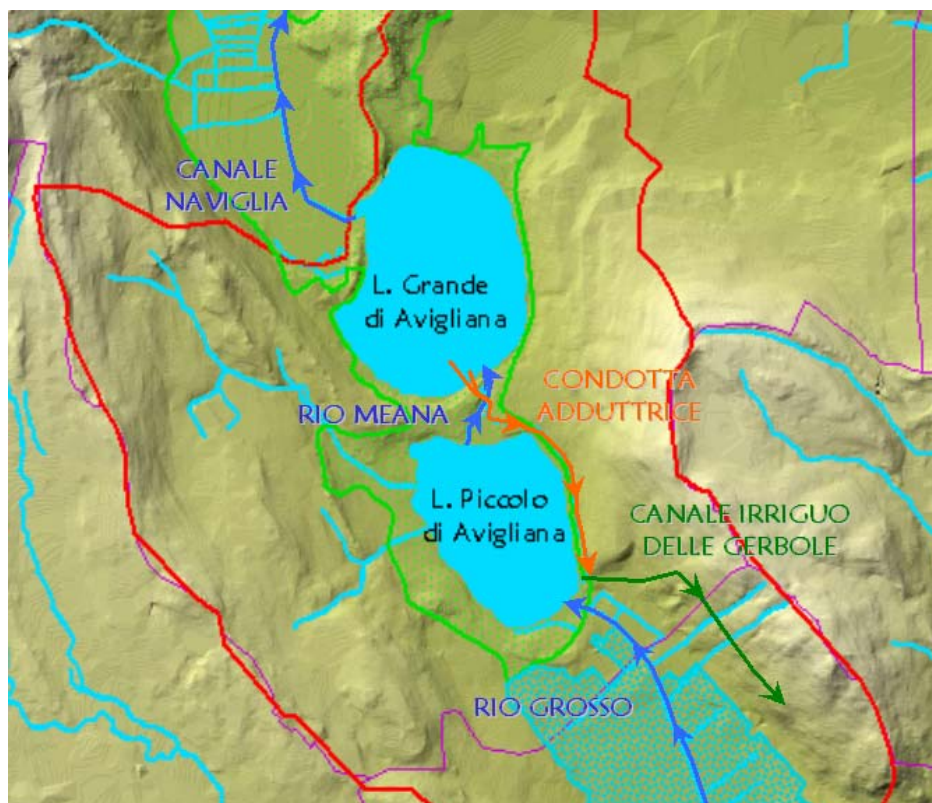 CANALE
NAVIGLIA
L. Grande
di Avigliana
CONDOTTA
ADDUTTRICE
RIO MEANA
L. Piccolo
di Avigliana
CANALE IRRIGUO
DELLE GERBOLE
RIO GROSSO